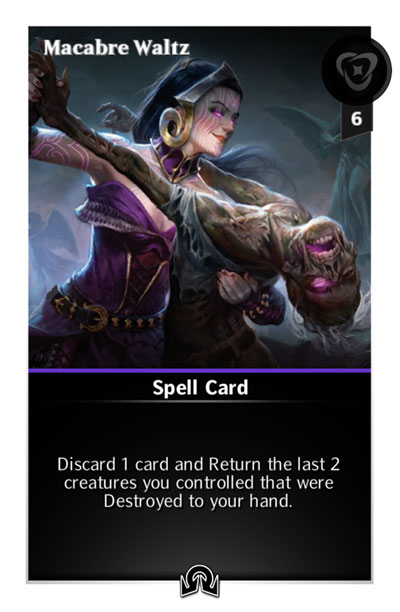 Macabre Waltz
6
Spell Card
Discard 1 card and Return the last 2
creatures you controlled that were
Destroyed to your hand.